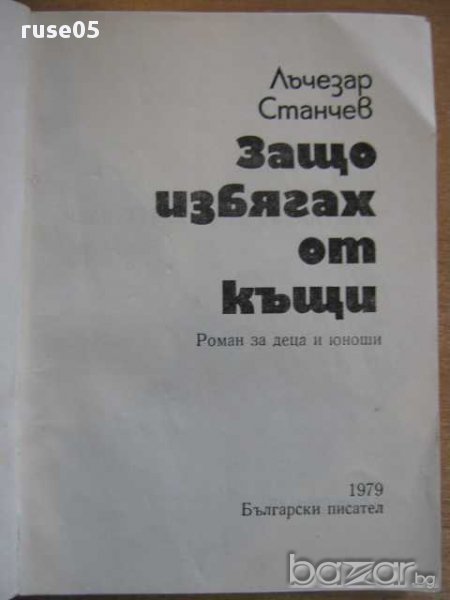 ruse05
Лъчезар
Станчев
Защо
избягах
от
къщи
Роман за деца и юноши
1979
Български писател
bazar.bg